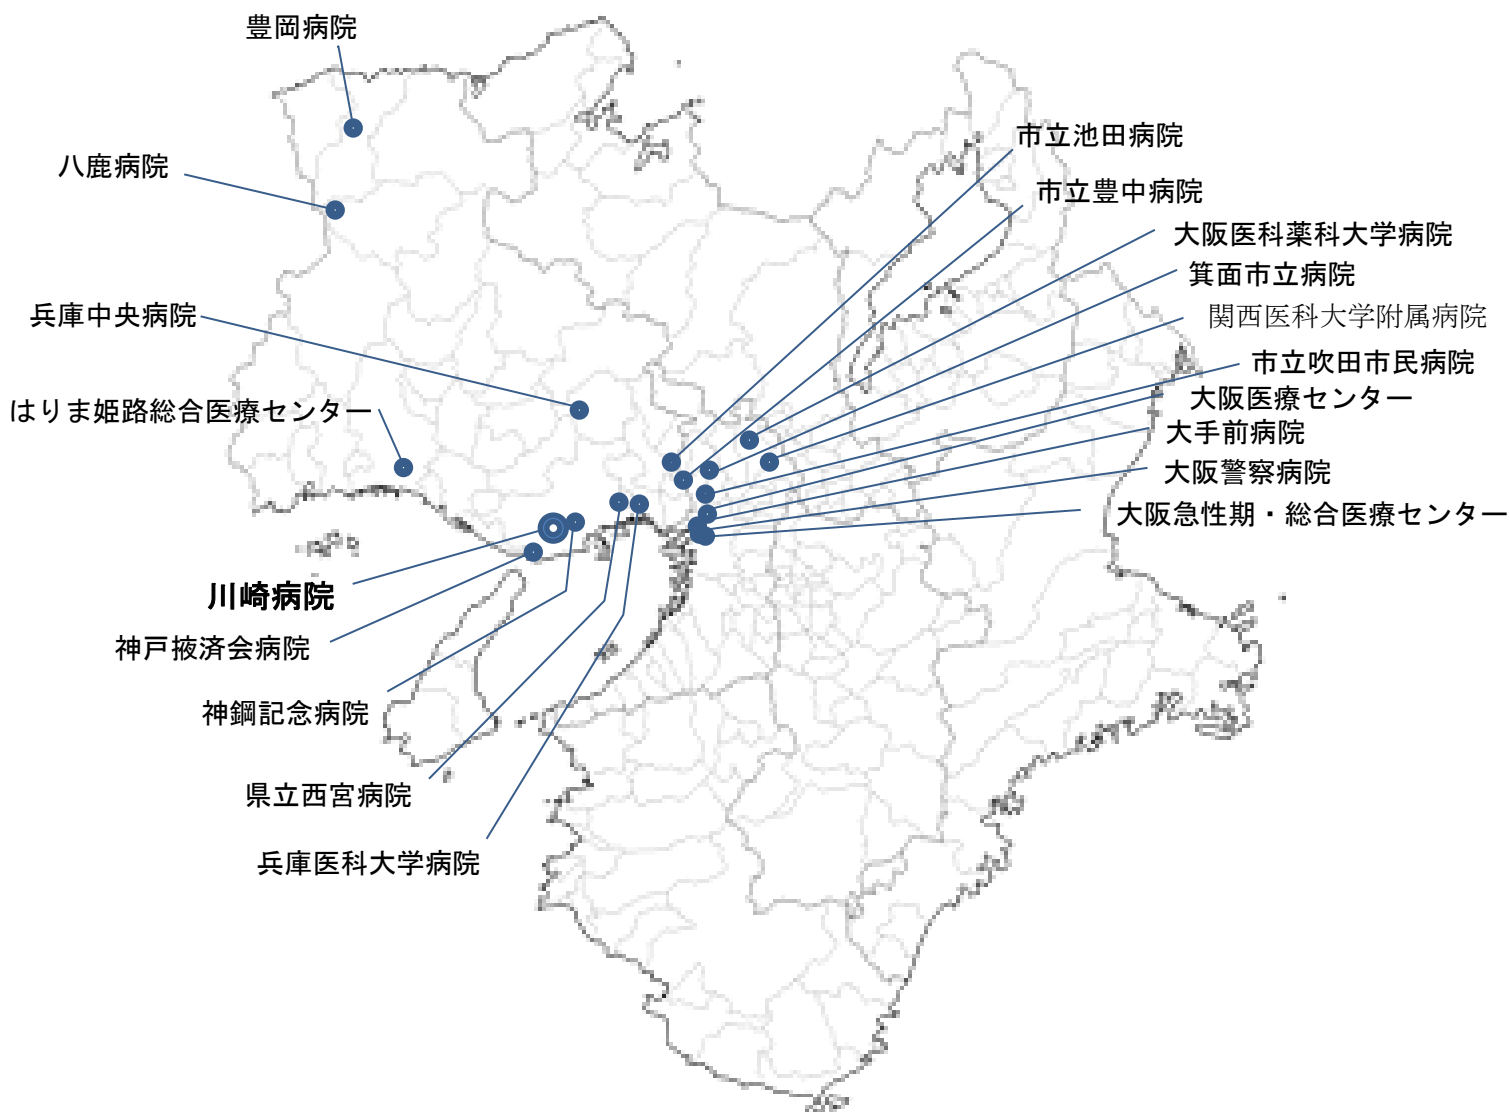 豊岡病院
八鹿病院
兵庫中央病院
はりま姫路総合医療センター
川崎病院
神戸掖済会病院
神鋼記念病院
県立西宮病院
兵庫医科大学病院
市立池田病院
市立豊中病院
大阪医科薬科大学病院
箕面市立病院
関西医科大学附属病院
市立吹田市民病院
大阪医療センター
大手前病院
大阪警察病院
大阪急性期・総合医療センター